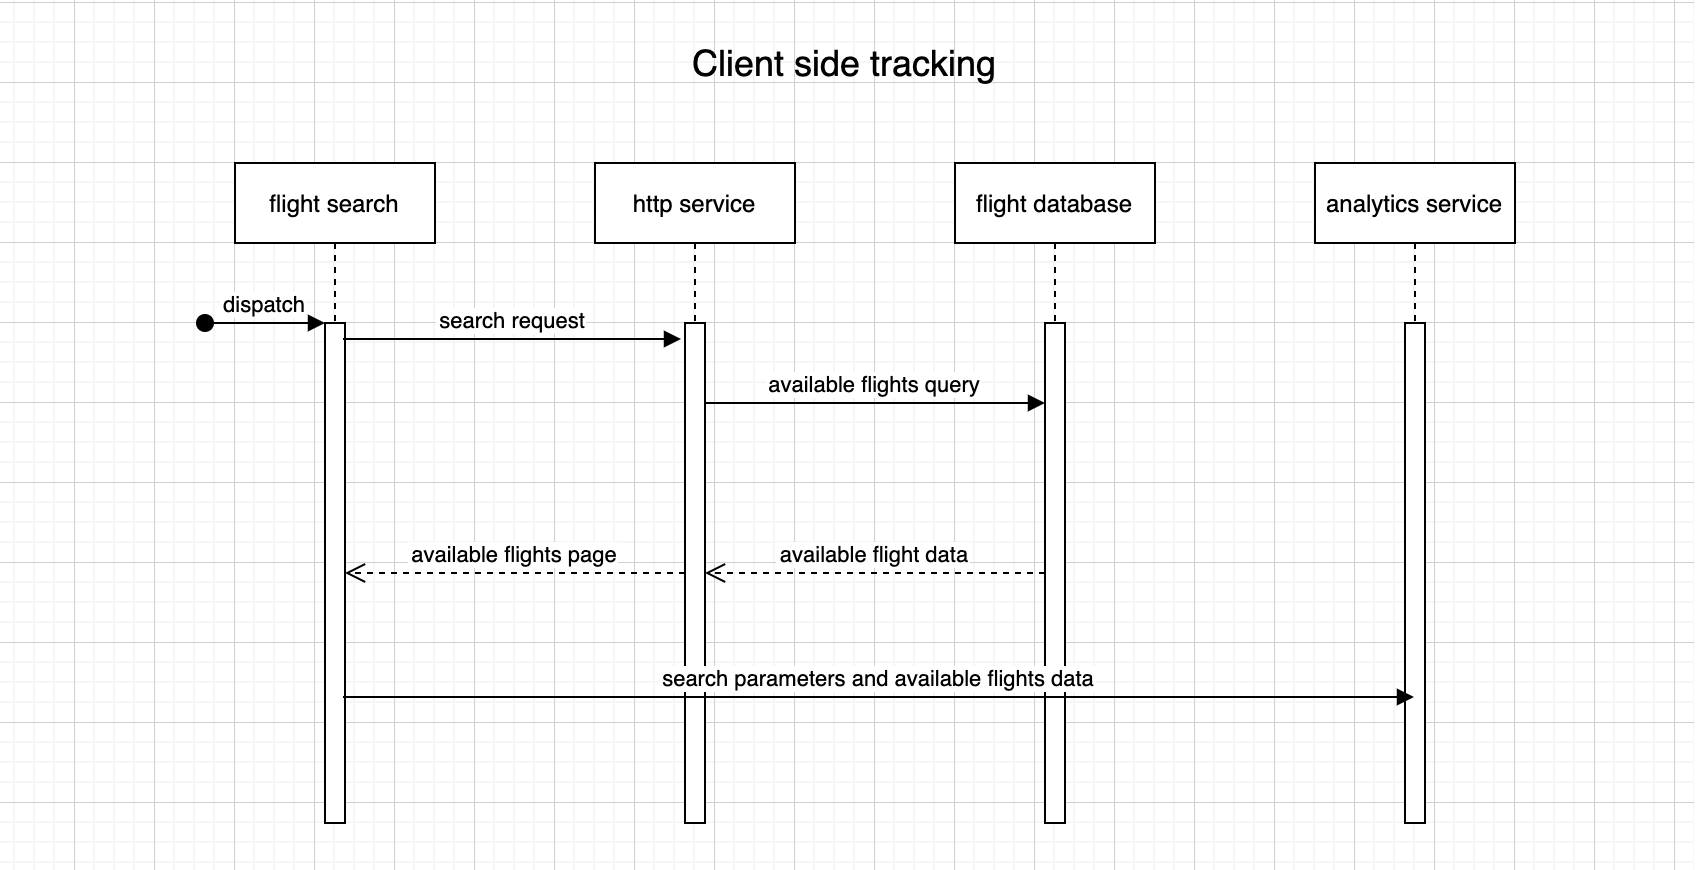 Client side tracking
flight search
http service
flight database
analytics service
dispatch
search request
available flights query
available flights page
available flight data
search parameters and available flights data